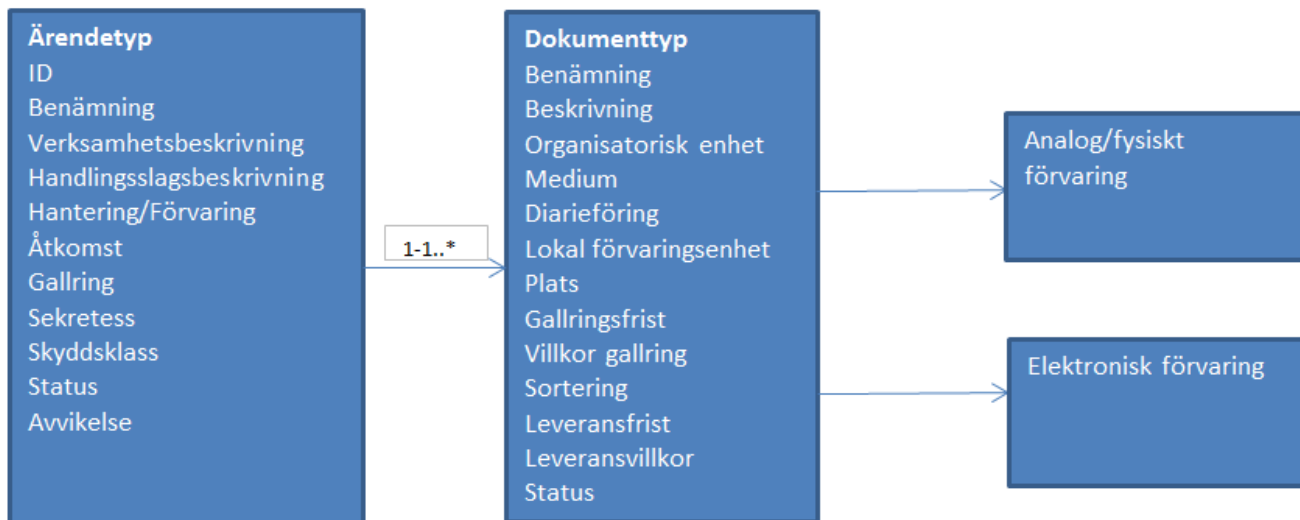 Ärendetyp
ID
Benämning
Verksamhetsbeskrivning
Handlingsslagsbeskrivning
Hantering/Förvaring
Åtkomst
Gallring
Sekretess
Skyddsklass
Status
Avvikelse
1-1..*
Dokumenttyp
Benämning
Beskrivning
Organisatorisk enhet
Medium
Diarieföring
Lokal förvaringsenhet
Plats
Gallringsfrist
Villkor gallring
Sortering
Leveransfrist
Leveransvillkor
Status
Analog/fysiskt
förvaring
Elektronisk förvaring